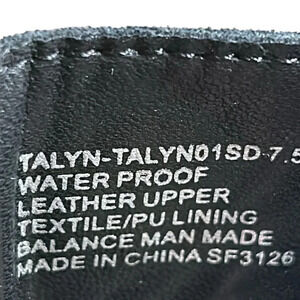 TALYN-TALYN01SD-7.5
WATER PROOF
LEATHER UPPER
TEXTILE/PU LINING
BALANCE MAN MADE
MADE IN CHINA SF3126